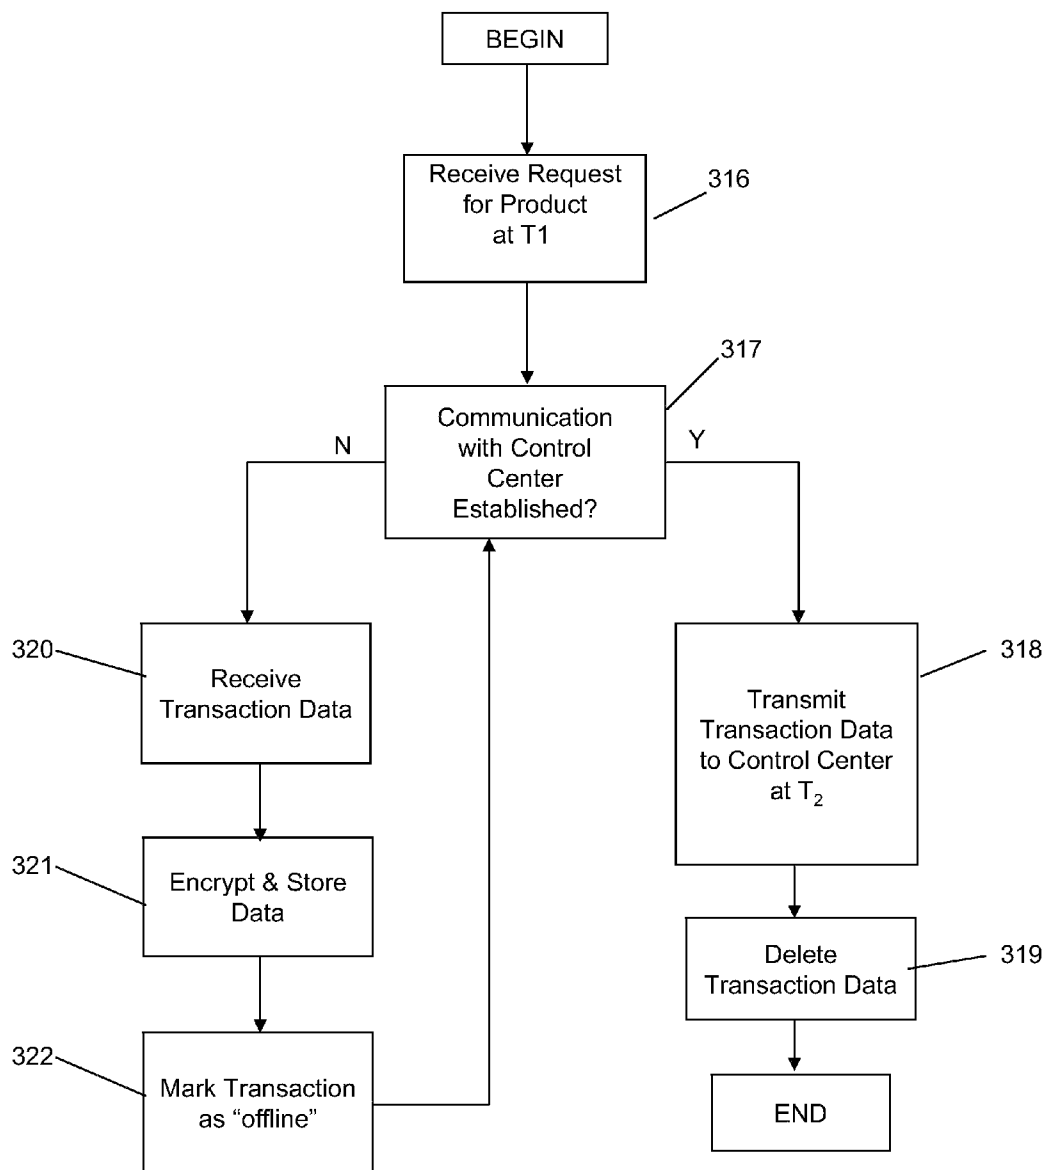 BEGIN
Receive Request
for Product
at T1
316
317
Communication
with Control
Center
Established?
N
Y
320
Receive
Transaction Data
318
Transmit
Transaction Data
to Control Center
at T₂
321
Encrypt & Store
Data
319
Delete
Transaction Data
322
Mark Transaction
as “offline”
END